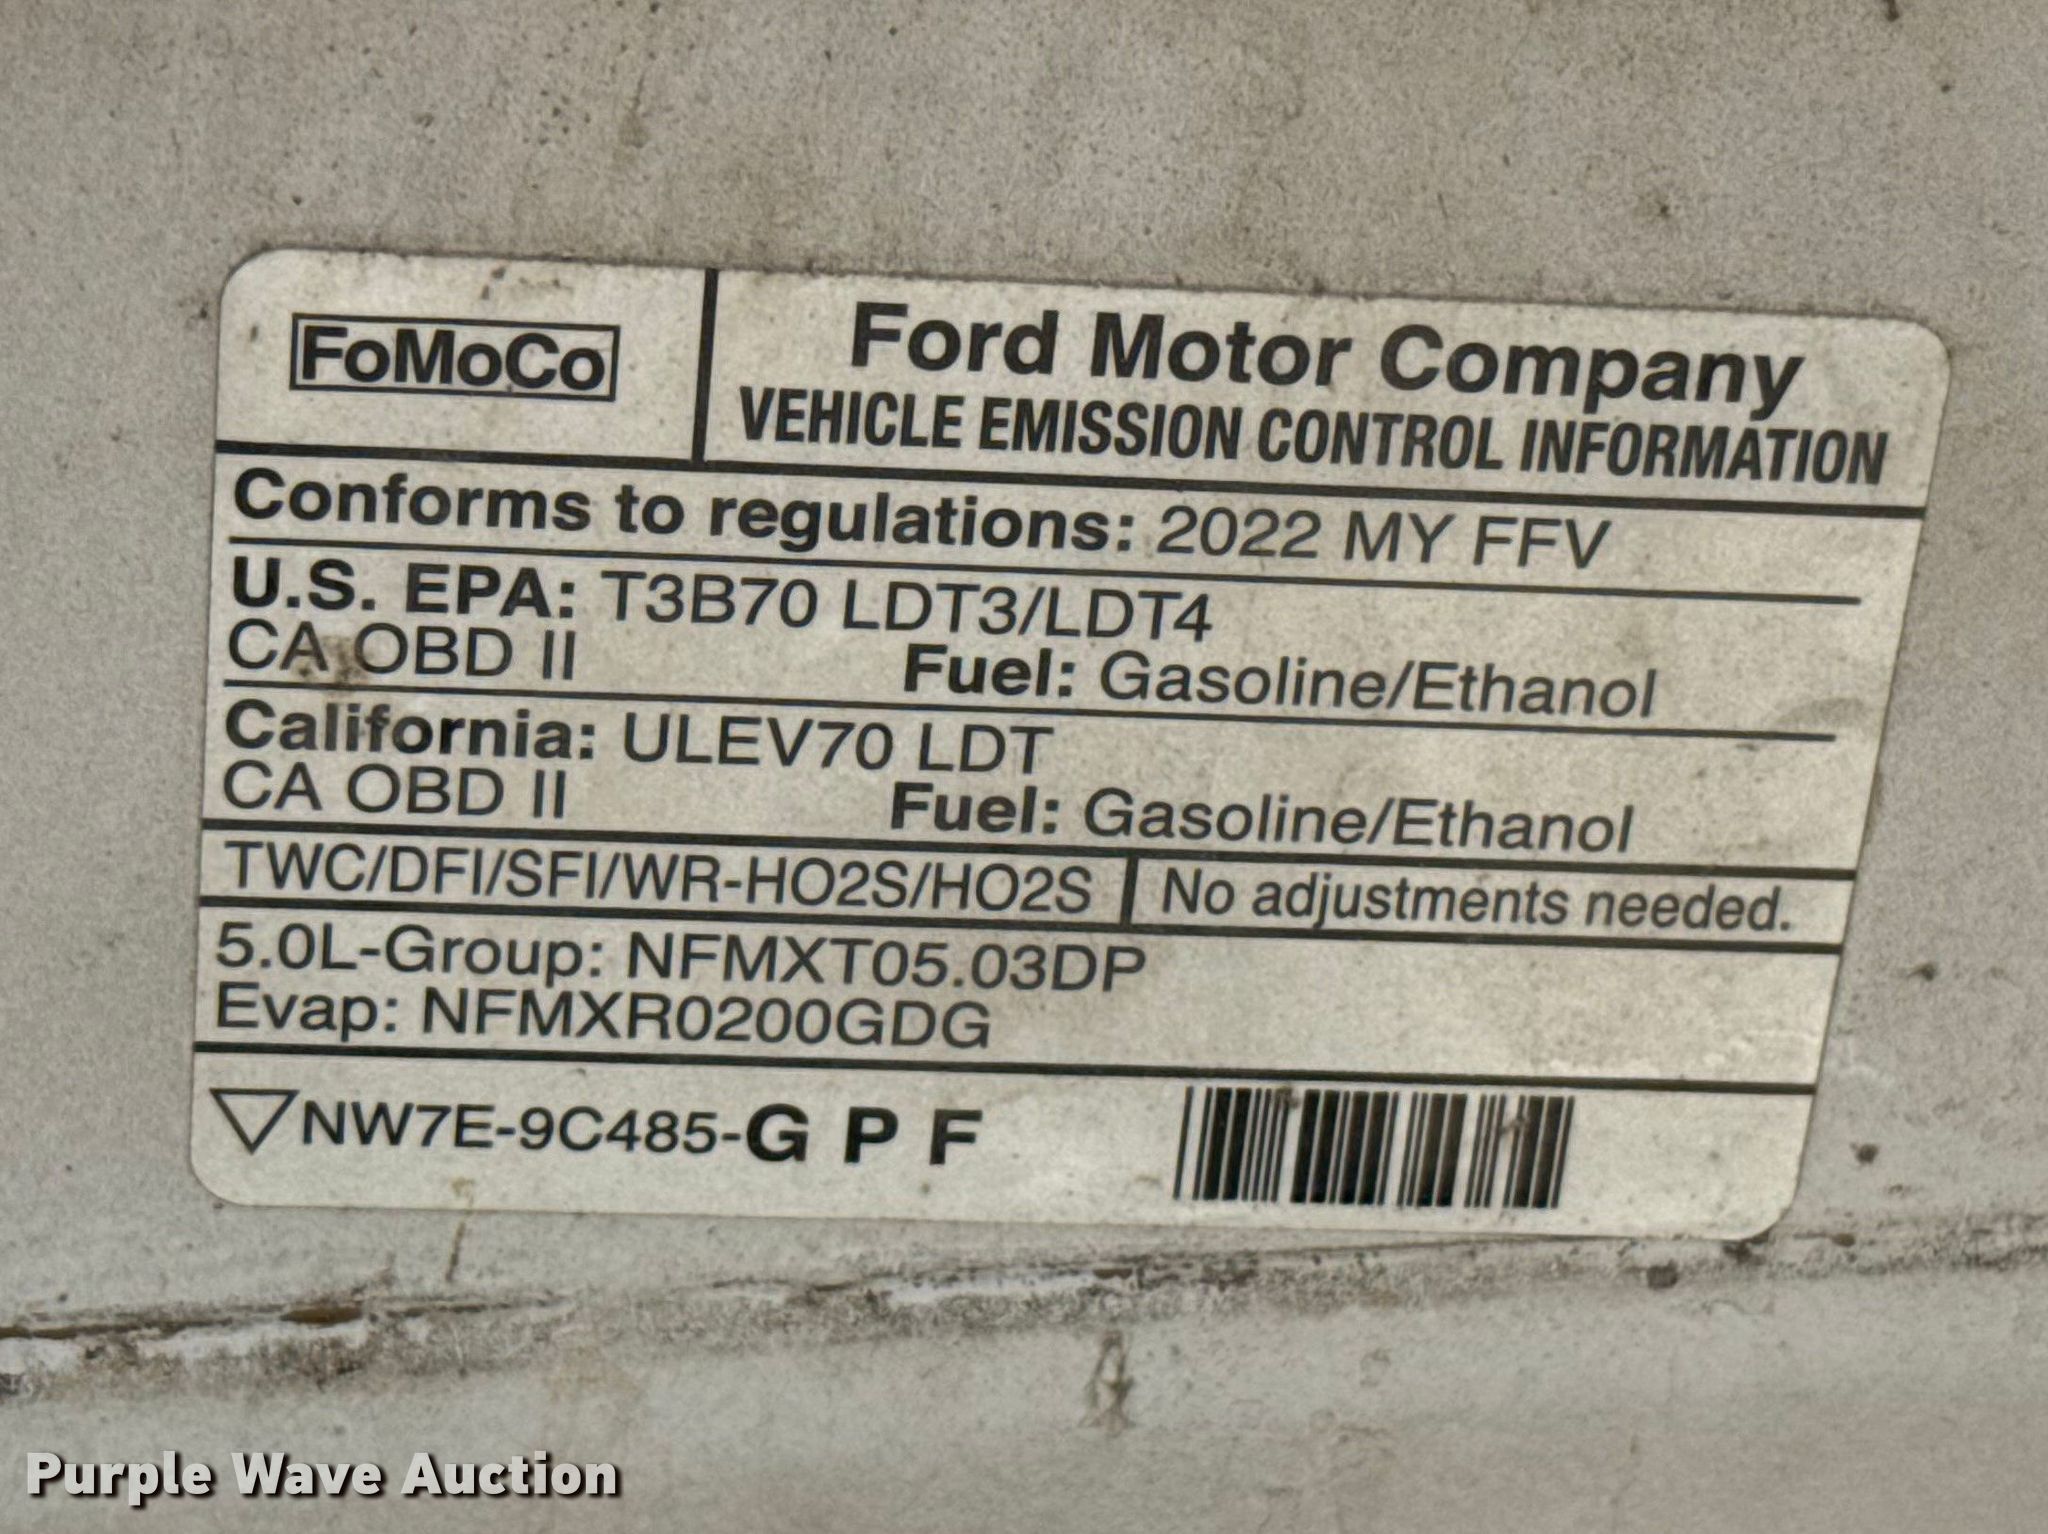 FoMoCo
Ford Motor Company
VEHICLE EMISSION CONTROL INFORMATION
Conforms to regulations: 2022 MY FFV
U.S. EPA: T3B70 LDT3/LDT4
CA OBD II Fuel: Gasoline/Ethanol
California: ULEV70 LDT
CA OBD II Fuel: Gasoline/Ethanol
TWC/DFI/SFI/WR-HO2S/HO2S No adjustments needed.
5.0L-Group: NFMXT05.03DP
Evap: NFMXR0200GDG
NW7E-9C485-G P F
Purple Wave Auction